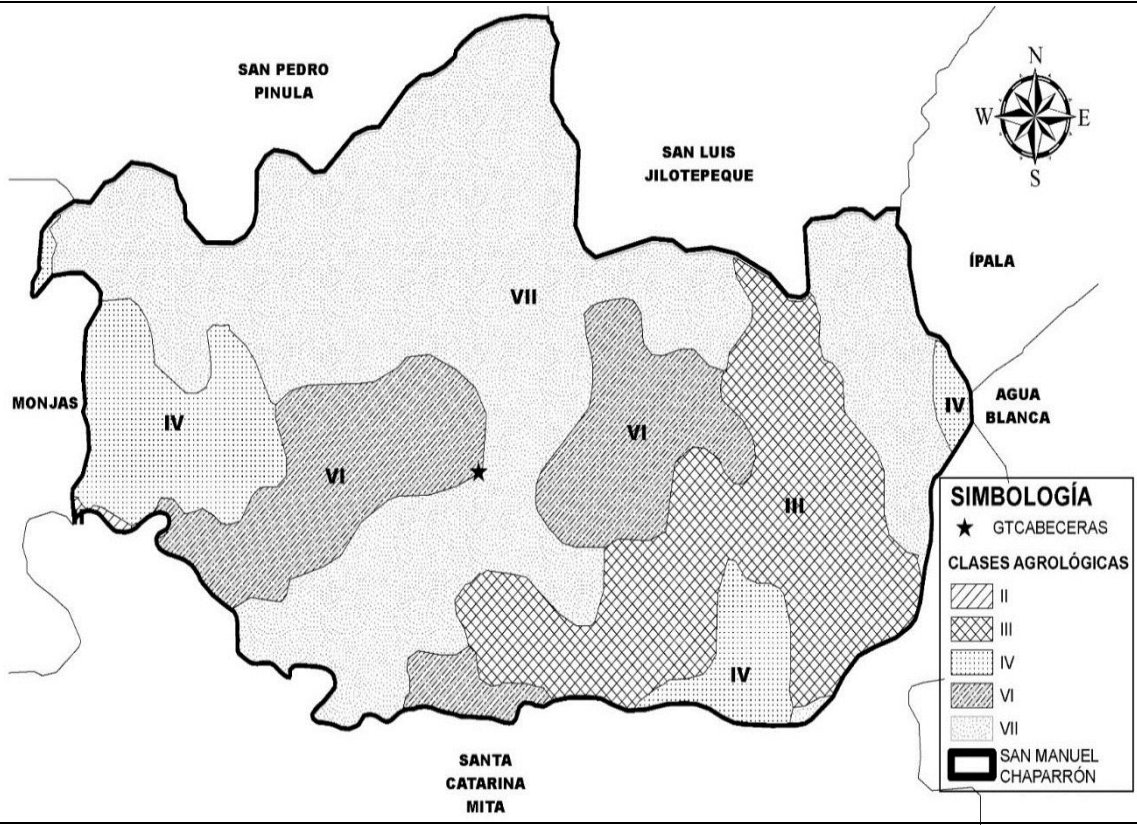 SAN PEDRO
PINULA
N
W
E
S
SAN LUIS
JILOTEPEQUE
ÍPALA
VII
MONJAS
IV
VI
VI
IV
AGUA
BLANCA
III
II
IV
SIMBOLOGÍA
GTCABECERAS
CLASES AGROLÓGICAS
II
III
IV
VI
VII
SAN MANUEL
CHAPARRÓN
SANTA
CATARINA
MITA